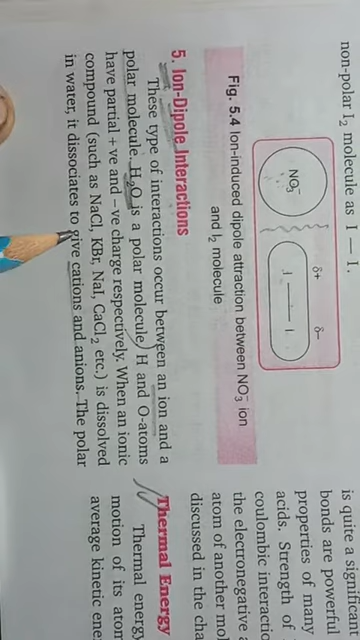 non-polar I₂ molecule as I — I.
δ+ δ−
NO₃⁻ I — I
Fig. 5.4 Ion-induced dipole attraction between NO₃⁻ ion
and I₂ molecule
5. Ion-Dipole Interactions
These type of interactions occur between an ion and a
polar molecule. H₂O is a polar molecule, H and O-atoms
have partial + ve and – ve charge respectively. When an ionic
compound (such as NaCl, KBr, NaI, CaCl₂ etc.) is dissolved
in water, it dissociates to give cations and anions. The polar
is quite a significan
bonds are powerful
properties of many
acids. Strength of
coulombic interacti
the electronegative a
atom of another mol
discussed in the cha
Thermal Energy
Thermal energy
motion of its atom
average kinetic ene